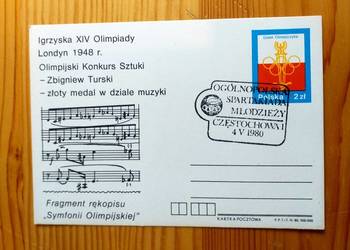 Igrzyska XIV Olimpiady
Londyn 1948 r.
Olimpijski Konkurs Sztuki
– Zbigniew Turski
– złoty medal w dziale muzyki
Fragment rękopisu
„Symfonii Olimpijskiej”
Polska 2 zł
OGÓLNOPOLSKA
SPARTAKIADA
MŁODZIEŻY
CZĘSTOCHOWA 1
4 V 1980
KARTKA POCZTOWA